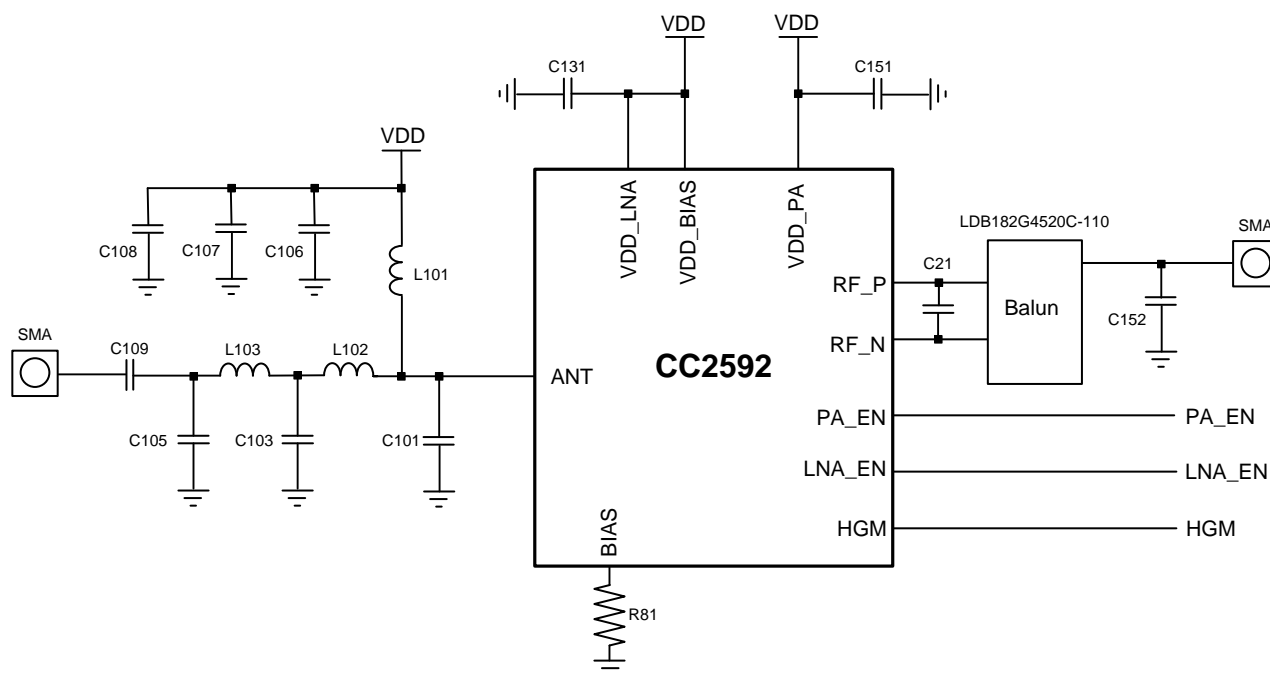 VDD
VDD
C131
C151
VDD
VDD_LNA
VDD_BIAS
VDD_PA
LDB182G4520C-110
SMA
C108
C107
C106
L101
C21
RF_P
Balun
C152
SMA
C109
L103
L102
RF_N
CC2592
ANT
C105
C103
C101
PA_EN
PA_EN
LNA_EN
LNA_EN
HGM
HGM
BIAS
R81